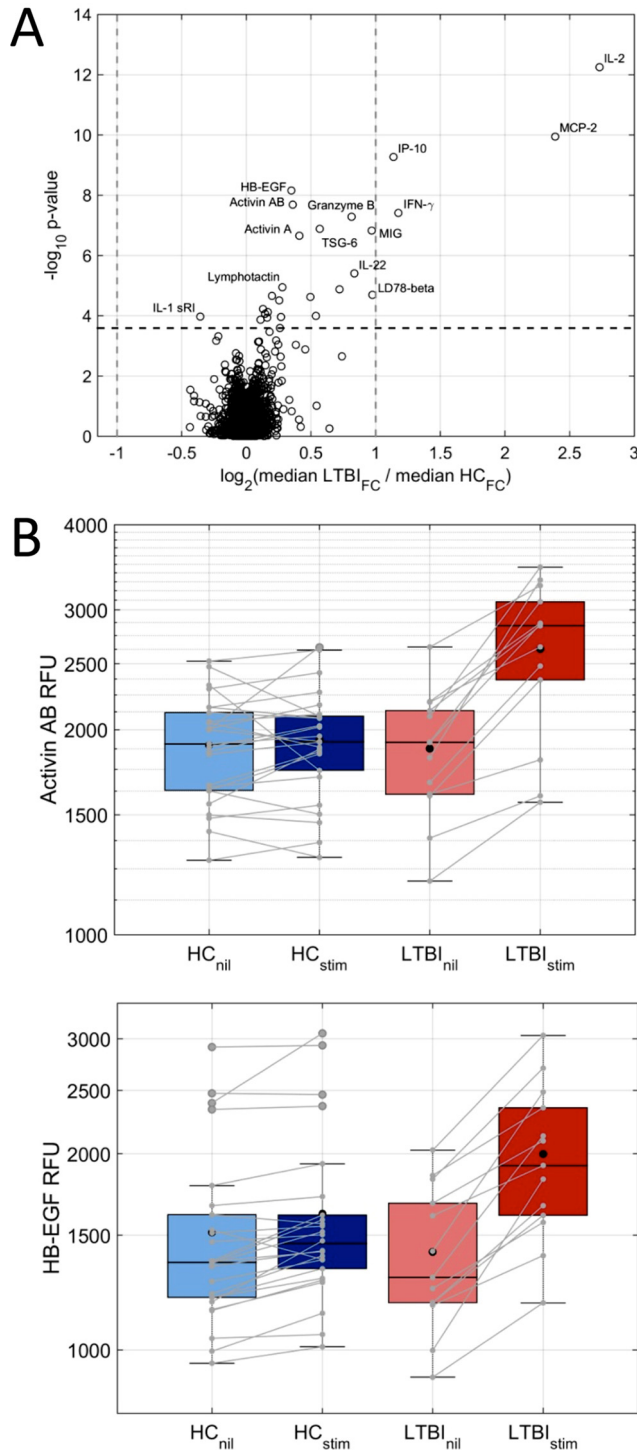 A
14
12
10
8
6
4
2
0
-log10 p-value
IL-2
MCP-2
IP-10
HB-EGF
Activin AB
Granzyme B
IFN-γ
Activin A
TSG-6
MIG
IL-22
Lymphotactin
LD78-beta
IL-1 sRI
-1 -0.5 0 0.5 1 1.5 2 2.5 3
log2(median LTBIFC / median HCFC)
B
4000
3000
2500
2000
1500
1000
Activin AB RFU
HCnil HCstim LTBInil LTBIstim
3000
2500
2000
1500
1000
HB-EGF RFU
HCnil HCstim LTBInil LTBIstim